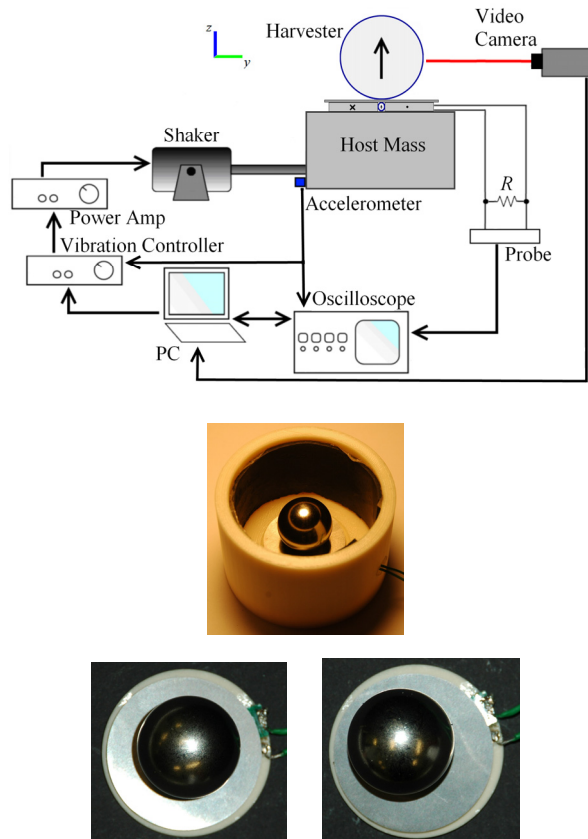 z
y
Harvester
Video
Camera
Shaker
Host Mass
R
Accelerometer
Power Amp
Probe
Vibration Controller
Oscilloscope
PC